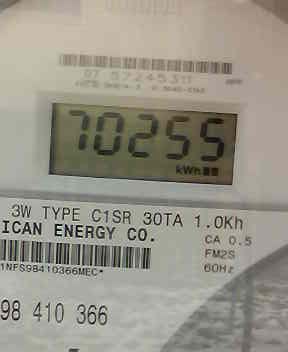 70255
kWh
3W TYPE C1SR 30TA 1.0Kh
ICAN ENERGY CO.
CA 0.5
FM2S
60Hz
1NFS98410366MEC*
98 410 366